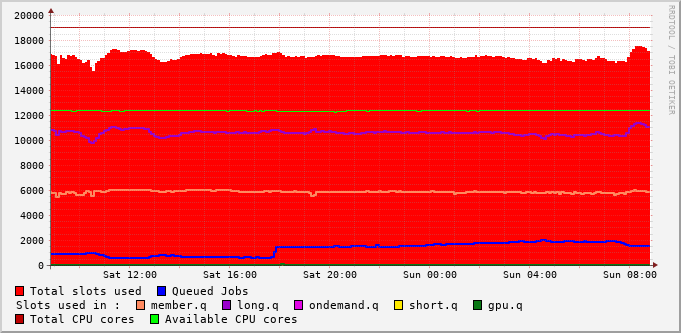 20000
18000
16000
14000
12000
10000
8000
6000
4000
2000
0
Sat 12:00 Sat 16:00 Sat 20:00 Sun 00:00 Sun 04:00 Sun 08:00
Total slots used Queued Jobs
Slots used in : member.q long.q ondemand.q short.q gpu.q
Total CPU cores Available CPU cores
RRDTOOL / TOBI OETIKER